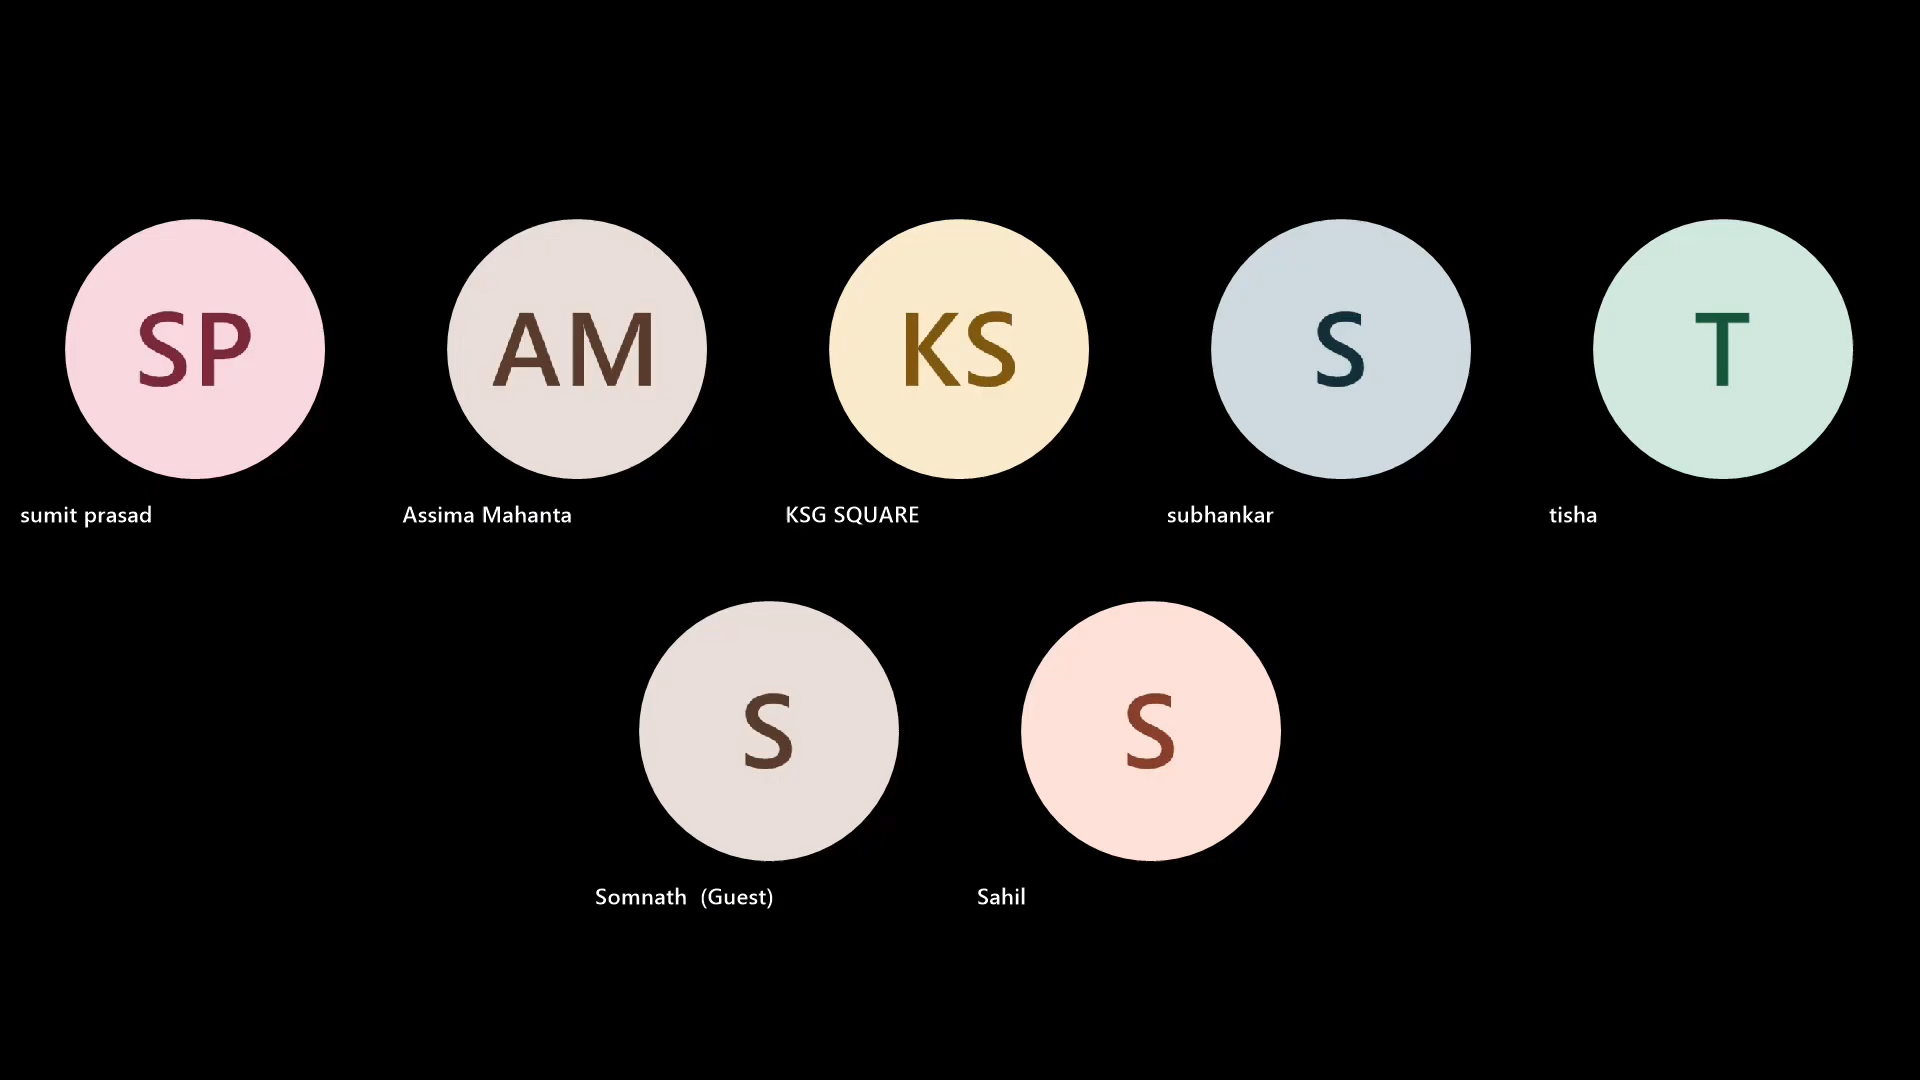 SP
AM
KS
S
T
sumit prasad
Assima Mahanta
KSG SQUARE
subhankar
tisha
S
S
Somnath  (Guest)
Sahil